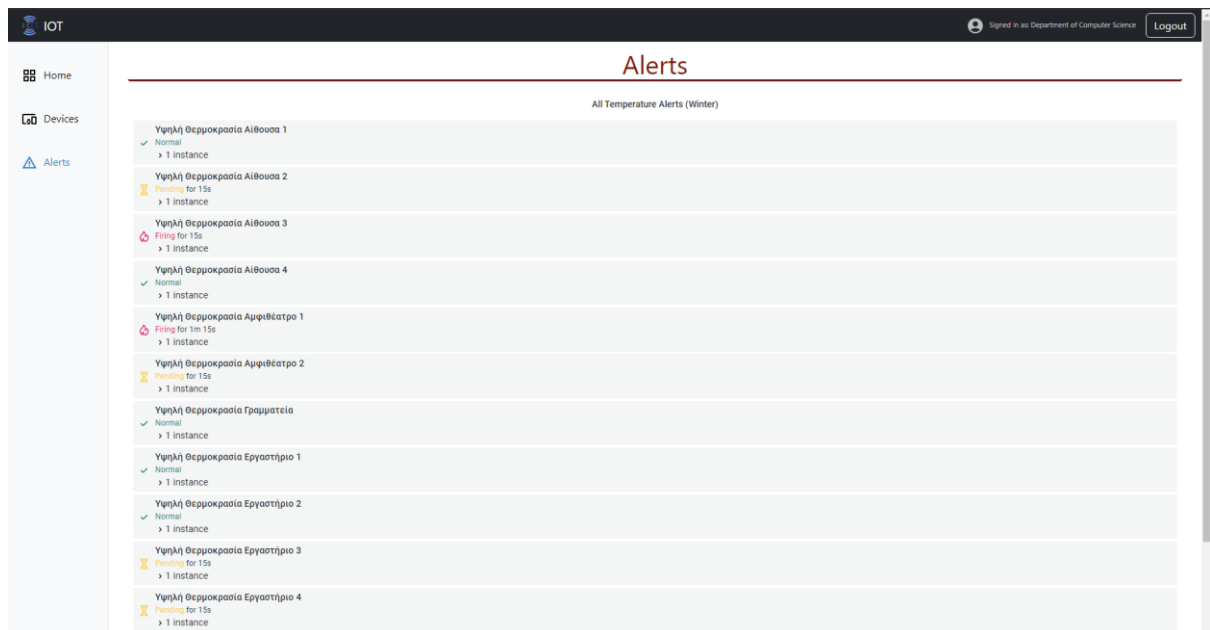 IOT
Signed in as: Department of Computer Science
Logout
Home
Devices
Alerts
Alerts
All Temperature Alerts (Winter)
Υψηλή Θερμοκρασία Αίθουσα 1
Normal
1 instance
Υψηλή Θερμοκρασία Αίθουσα 2
Pending for 15s
1 instance
Υψηλή Θερμοκρασία Αίθουσα 3
Firing for 15s
1 instance
Υψηλή Θερμοκρασία Αίθουσα 4
Normal
1 instance
Υψηλή Θερμοκρασία Αμφιθέατρο 1
Firing for 1m 15s
1 instance
Υψηλή Θερμοκρασία Αμφιθέατρο 2
Pending for 15s
1 instance
Υψηλή Θερμοκρασία Γραμματεία
Normal
1 instance
Υψηλή Θερμοκρασία Εργαστήριο 1
Normal
1 instance
Υψηλή Θερμοκρασία Εργαστήριο 2
Normal
1 instance
Υψηλή Θερμοκρασία Εργαστήριο 3
Pending for 15s
1 instance
Υψηλή Θερμοκρασία Εργαστήριο 4
Pending for 15s
1 instance